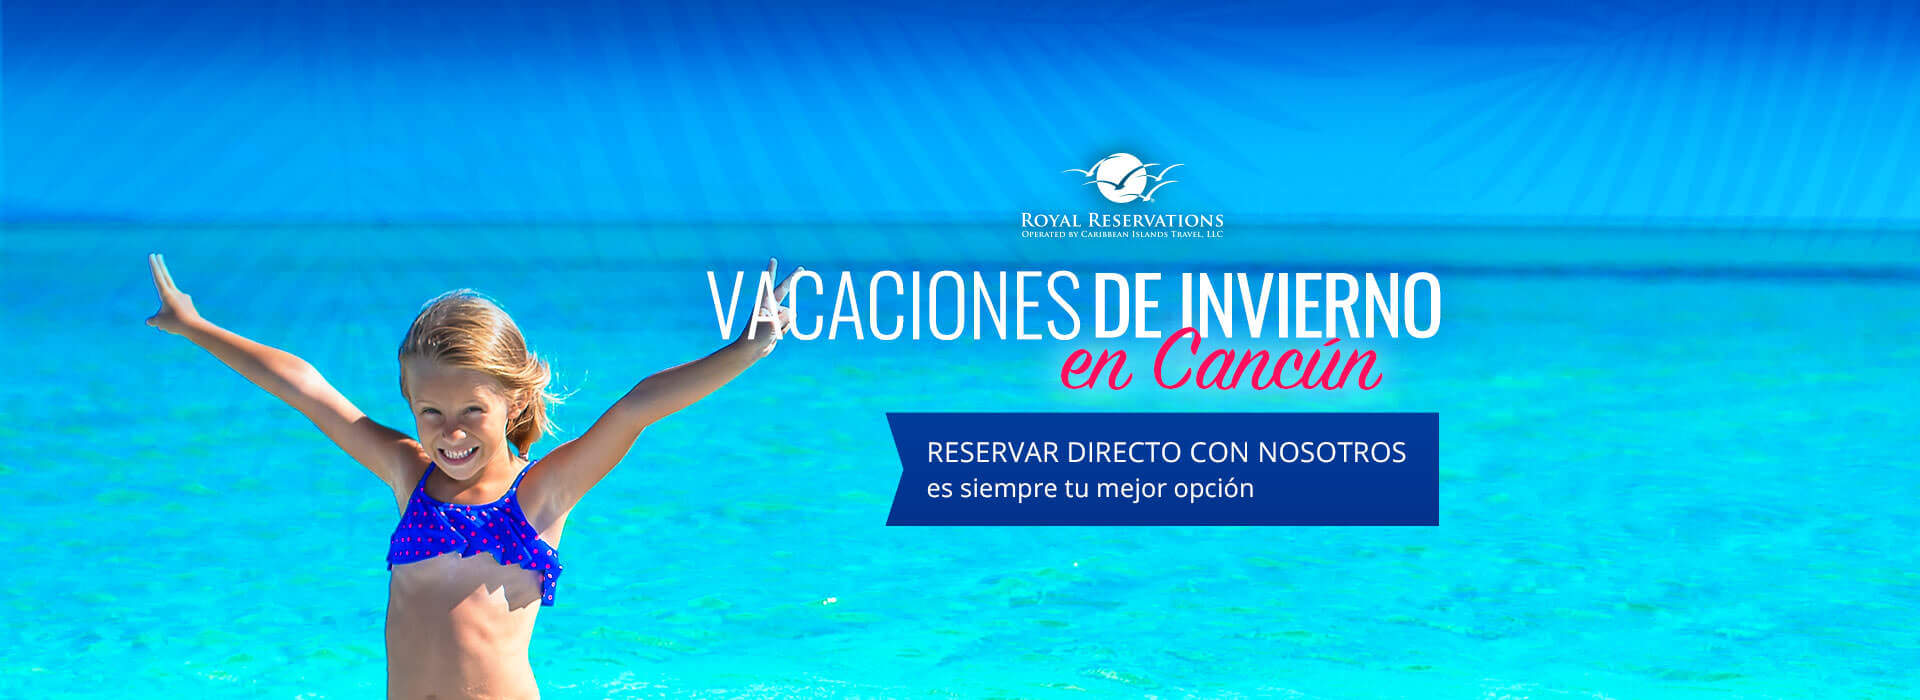 ROYAL RESERVATIONS
OPERATED BY CARIBBEAN ISLANDS TRAVEL, LLC
VACACIONES DE INVIERNO
en Cancún
RESERVAR DIRECTO CON NOSOTROS
es siempre tu mejor opción